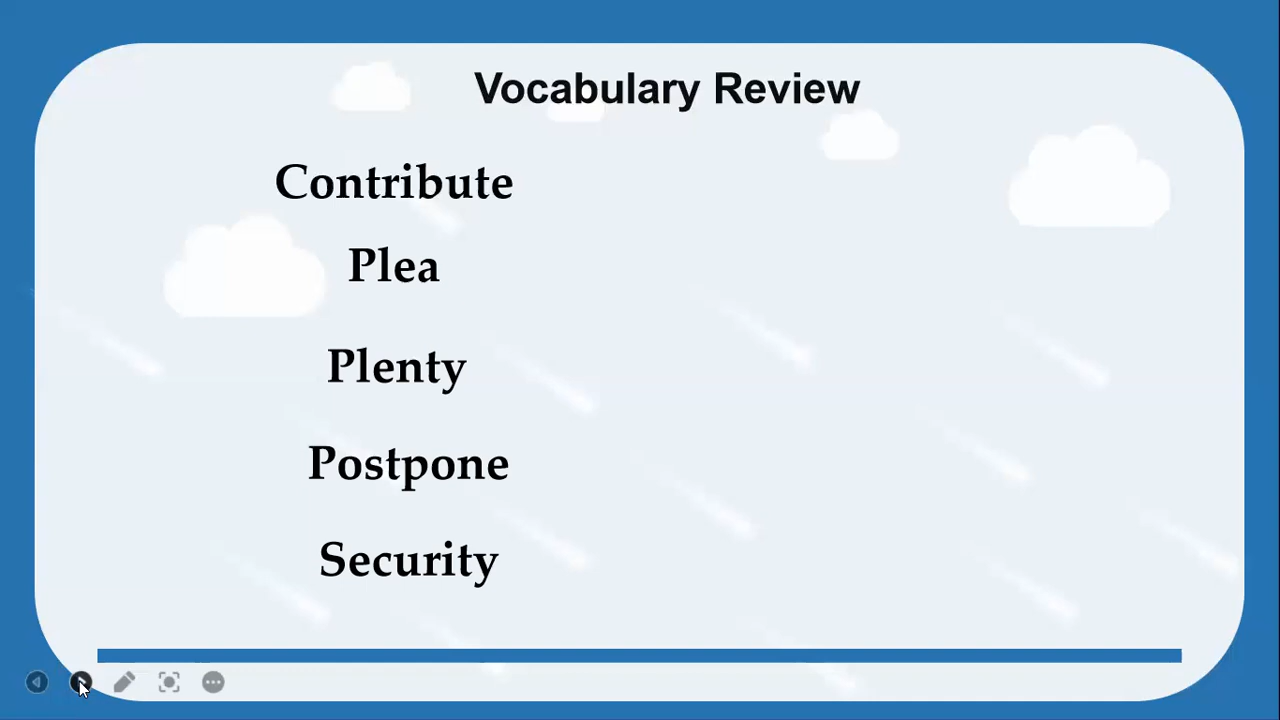 Vocabulary Review
Contribute
Plea
Plenty
Postpone
Security